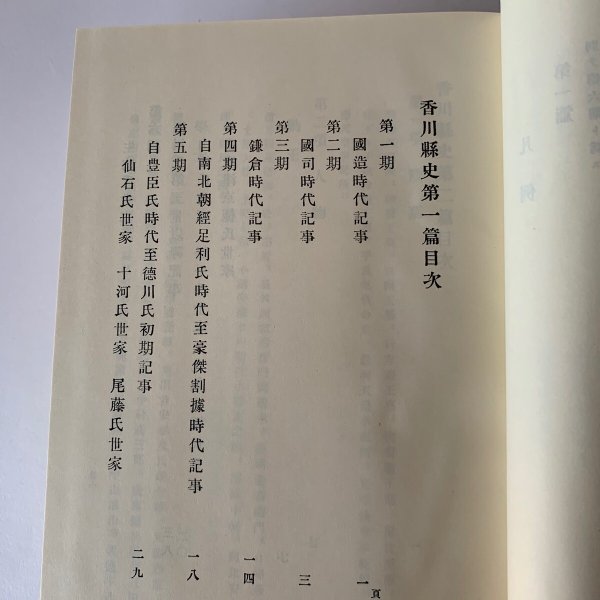 香川縣史第一篇目次
頁
第一期
國造時代記事 一
第二期
國司時代記事 三
第三期
鎌倉時代記事 一四
第四期
自南北朝經足利氏時代至豪傑割據時代記事 一八
第五期
自豊臣氏時代至德川氏初期記事
仙石氏世家 十河氏世家 尾藤氏世家 二九
凡例